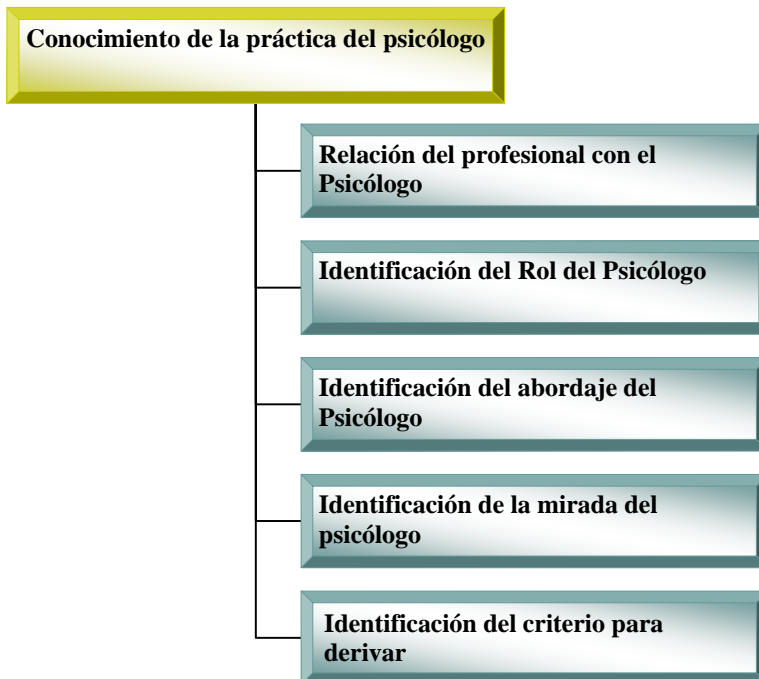 Conocimiento de la práctica del psicólogo
Relación del profesional con el
Psicólogo
Identificación del Rol del Psicólogo
Identificación del abordaje del
Psicólogo
Identificación de la mirada del
psicólogo
Identificación del criterio para
derivar